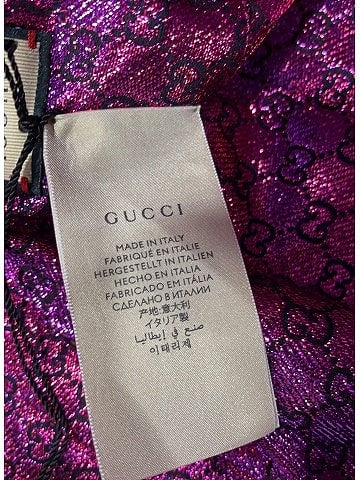 GUCCI
MADE IN ITALY
FABRIQUÉ EN ITALIE
HERGESTELLT IN ITALIEN
HECHO EN ITALIA
FABRICADO EM ITÁLIA
СДЕЛАНО В ИТАЛИИ
产地:意大利
イタリア製
صنع في إيطاليا
이태리제